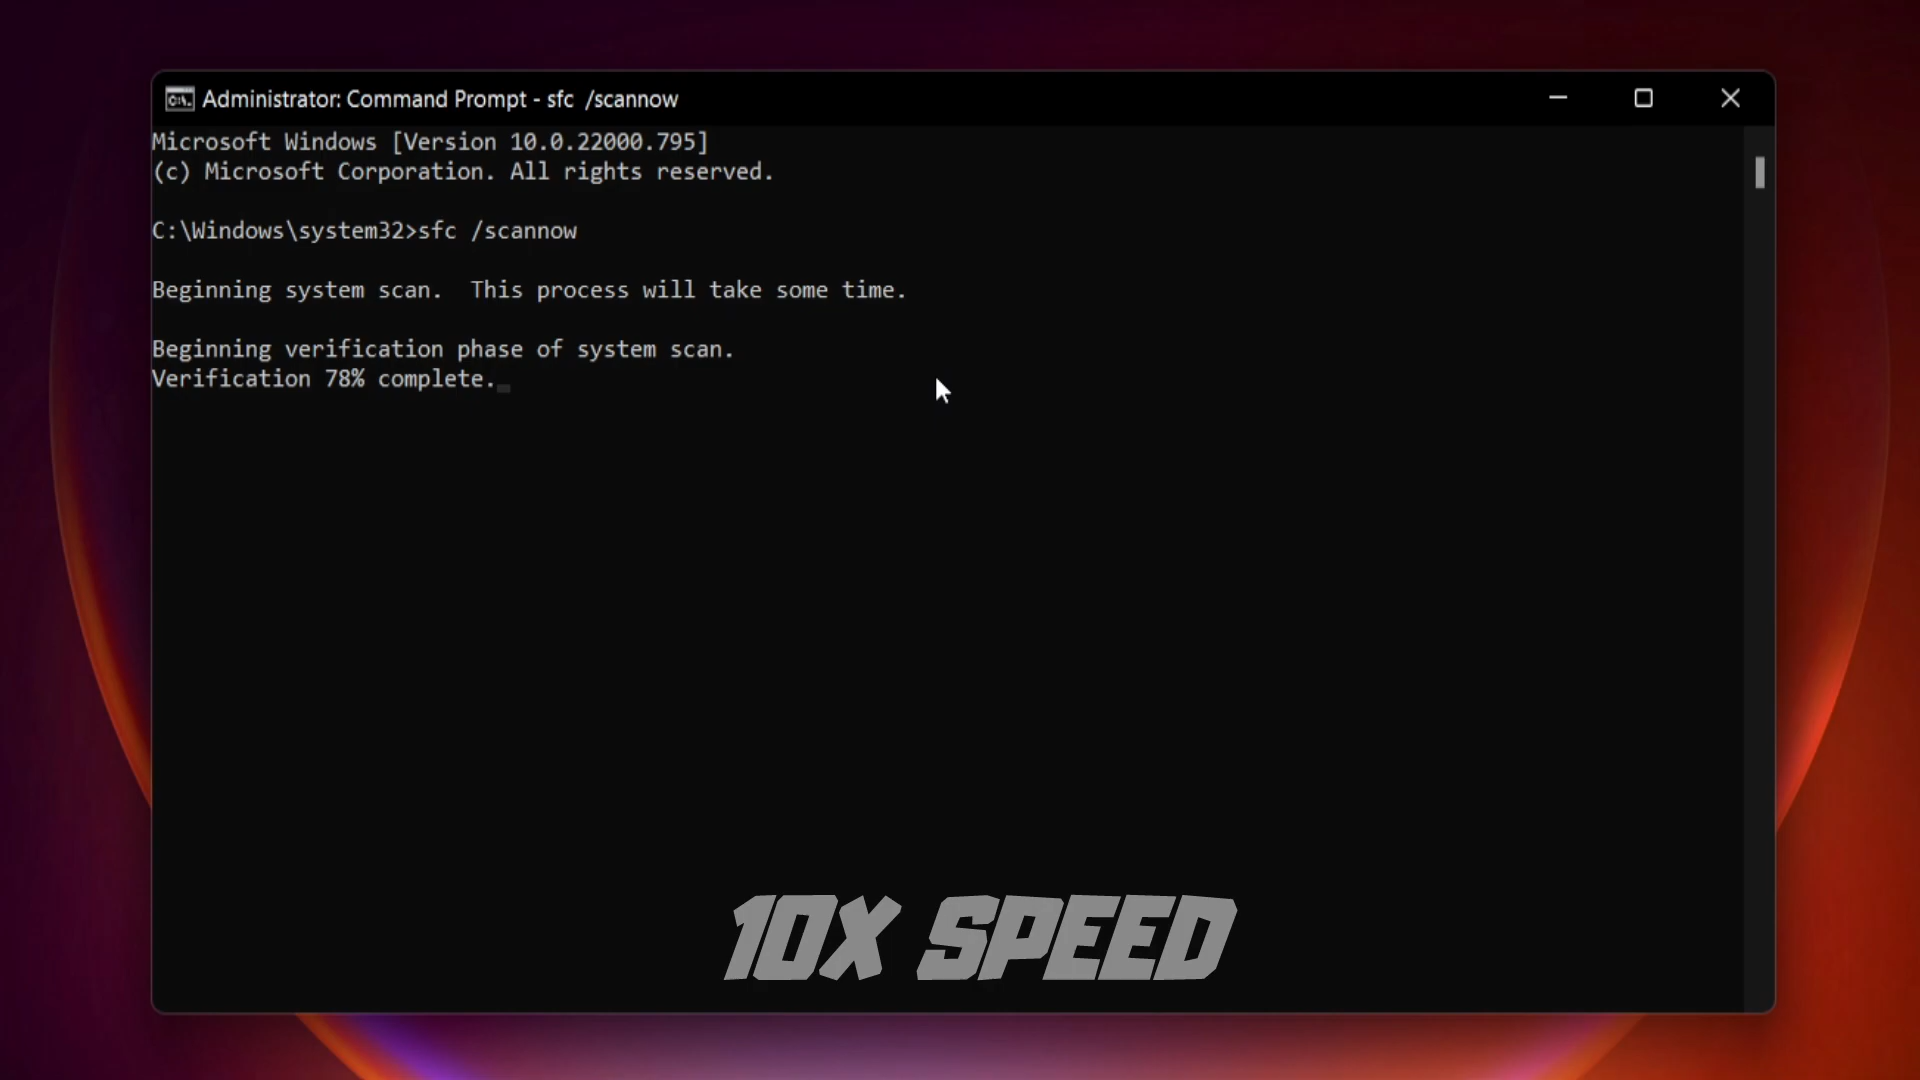 Administrator: Command Prompt - sfc  /scannow
Microsoft Windows [Version 10.0.22000.795]
(c) Microsoft Corporation. All rights reserved.
C:\Windows\system32>sfc /scannow
Beginning system scan.  This process will take some time.
Beginning verification phase of system scan.
Verification 78% complete.
10X SPEED